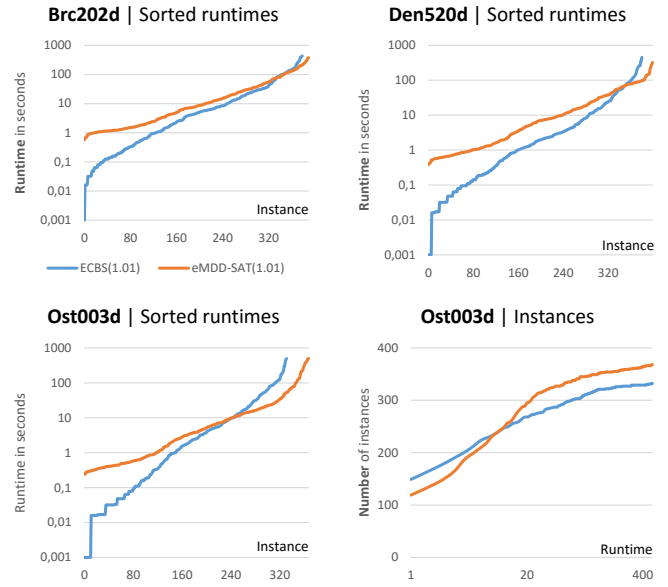 Brc202d | Sorted runtimes
Runtime in seconds
1000
100
10
1
0,1
0,01
0,001
0 80 160 240 320
Instance
ECBS(1.01) eMDD-SAT(1.01)
Den520d | Sorted runtimes
Runtime in seconds
1000
100
10
1
0,1
0,01
0,001
0 80 160 240 320
Instance
Ost003d | Sorted runtimes
Runtime in seconds
1000
100
10
1
0,1
0,01
0,001
0 80 160 240 320
Instance
Ost003d | Instances
Number of instances
400
300
200
100
0
1 20 400
Runtime